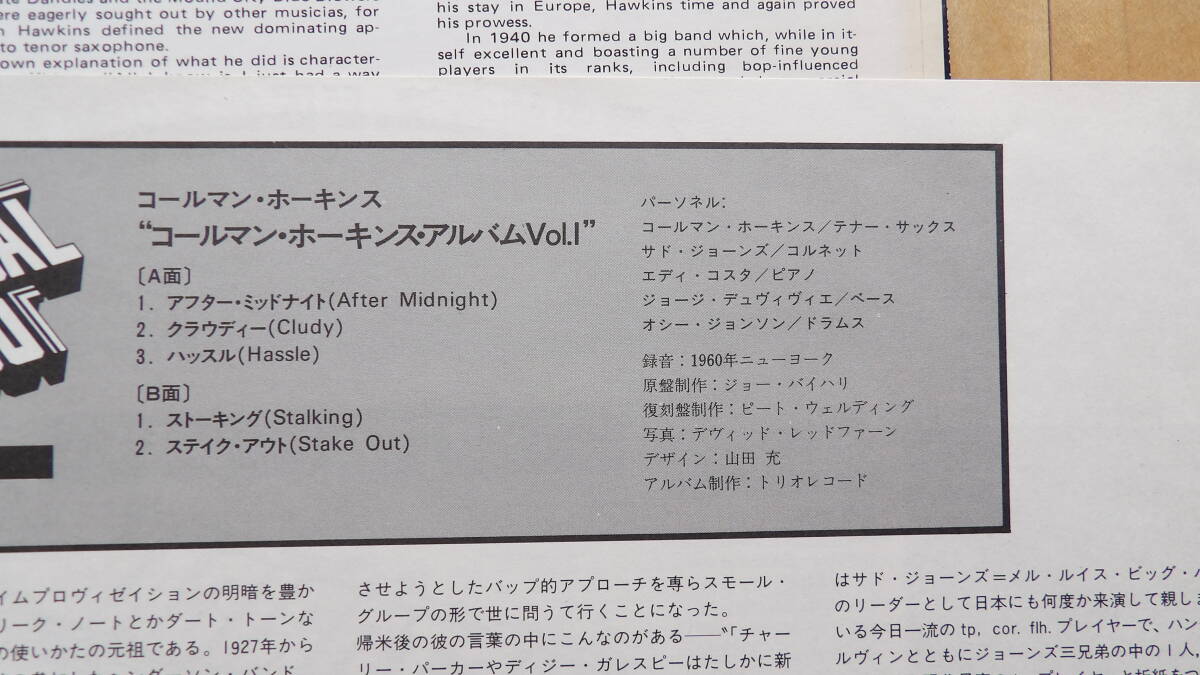 te Dandies and the Mound City Blue Blowers
ere eagerly sought out by other musicias, for
Hawkins defined the new dominating ap-
to tenor saxophone.
own explanation of what he did is character-
I just had a way
his stay in Europe, Hawkins time and again proved
his prowess.
In 1940 he formed a big band which, while in it-
self excellent and boasting a number of fine young
players in its ranks, including bop-influenced
コールマン・ホーキンス
“コールマン・ホーキンス・アルバムVol.I”
〔A面〕
1. アフター・ミッドナイト(After Midnight)
2. クラウディー(Cludy)
3. ハッスル(Hassle)
〔B面〕
1. ストーキング(Stalking)
2. ステイク・アウト(Stake Out)
パーソネル:
コールマン・ホーキンス／テナー・サックス
サド・ジョーンズ／コルネット
エディ・コスタ／ピアノ
ジョージ・デュヴィヴィエ／ベース
オシー・ジョンソン／ドラムス
録音：1960年ニューヨーク
原盤制作：ジョー・バイハリ
復刻盤制作：ピート・ウェルディング
写真：デヴィッド・レッドファーン
デザイン：山田 充
アルバム制作：トリオレコード
イムプロヴィゼイションの明暗を豊か
リーク・ノートとかダート・トーンな
の使いかたの元祖である。1927年から
ダーソン・バンド
させようとしたバップ的アプローチを専らスモール・
グループの形で世に問うて行くことになった。
帰米後の彼の言葉の中にこんなのがある──“「チャー
リー・パーカーやディジー・ガレスピーはたしかに新
はサド・ジョーンズ＝メル・ルイス・ビッグ・バ
のリーダーとして日本にも何度か来演して親しま
いる今日一流のtp, cor. flh. プレイヤーで、ハン
ルヴィンとともにジョーンズ三兄弟の中の1人,